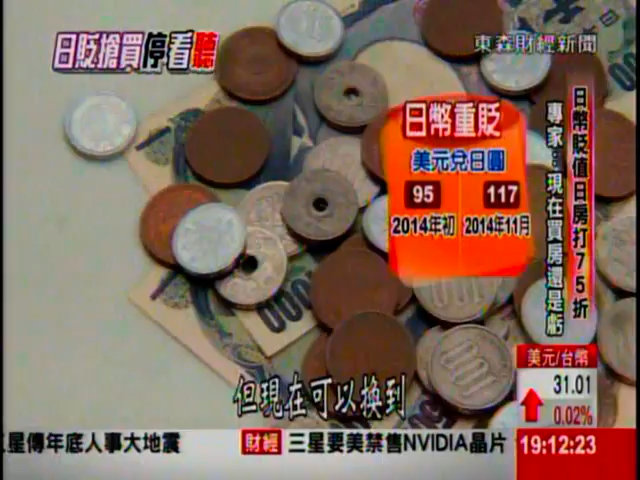 日貶搶買停看聽
東森財經新聞
日幣重貶
美元兌日圓
95
117
2014年初
2014年11月
日幣貶值日房打75折
專家:現在買房還是虧
但現在可以換到
美元/台幣
31.01
0.02%
星傳年底人事大地震
財經
三星要美禁售NVIDIA晶片
19:12:23